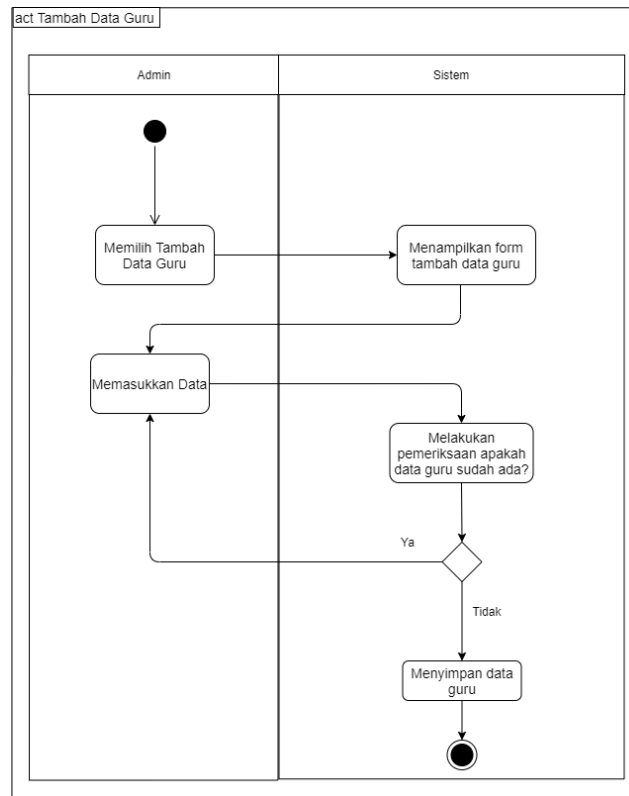 act Tambah Data Guru
Admin
Sistem
Memilih Tambah
Data Guru
Menampilkan form
tambah data guru
Memasukkan Data
Melakukan
pemeriksaan apakah
data guru sudah ada?
Ya
Tidak
Menyimpan data
guru